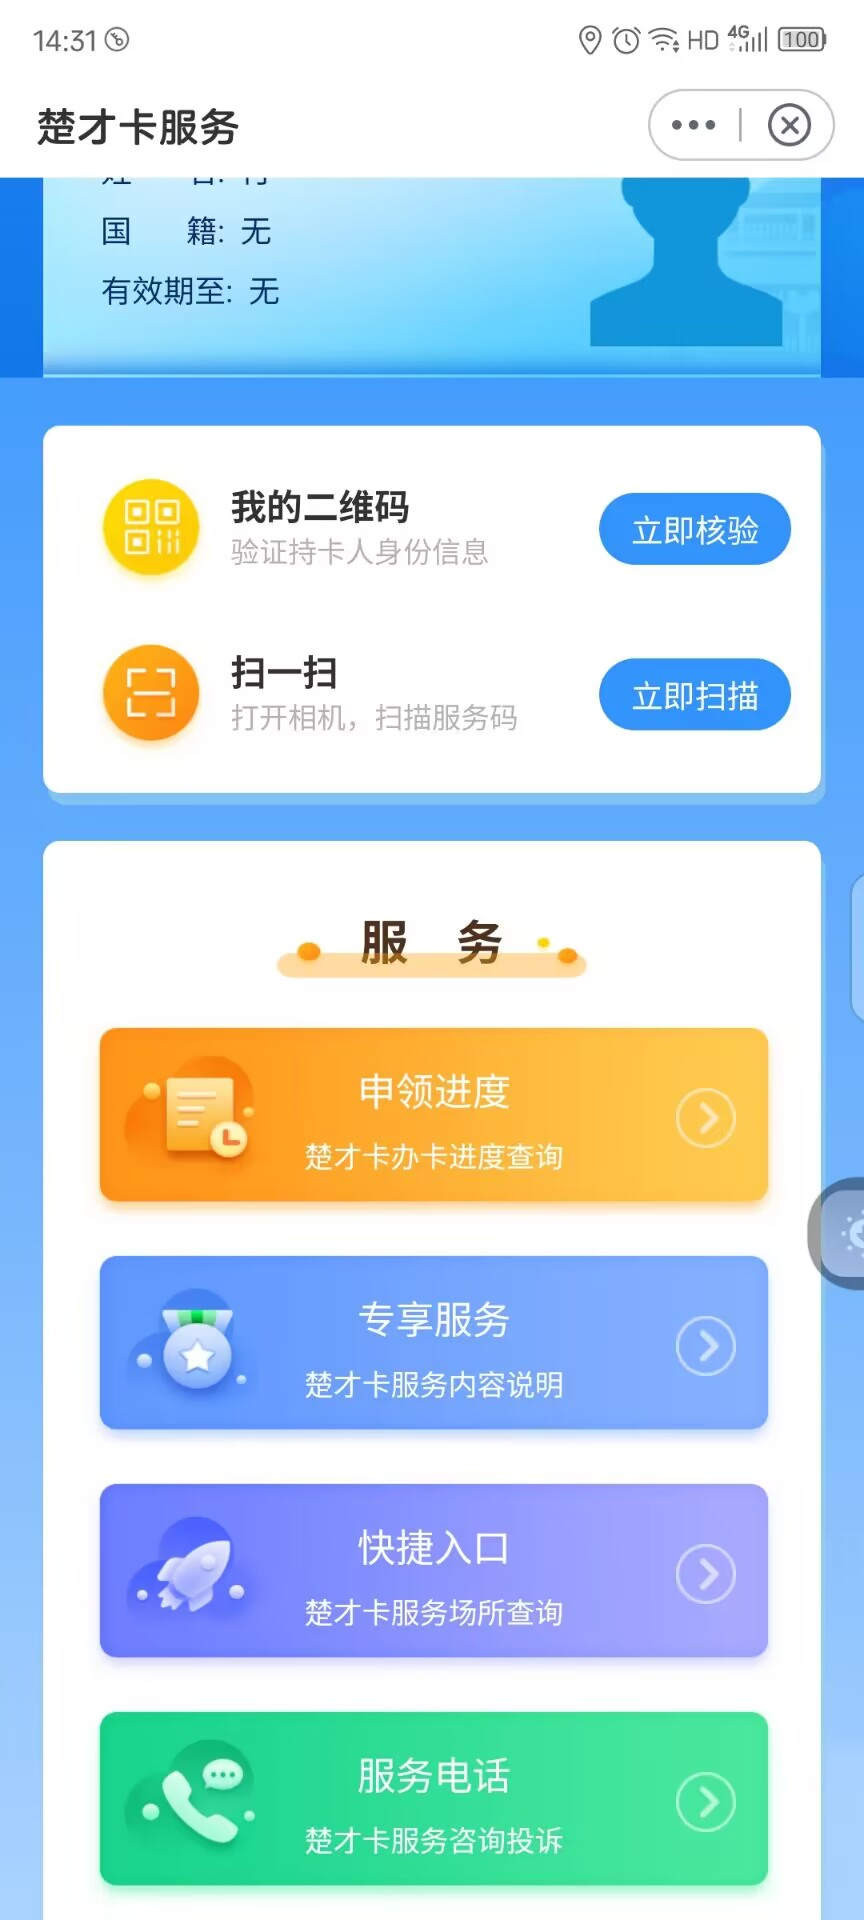 14:31 HD 4G 100
楚才卡服务
国 籍: 无
有效期至: 无
我的二维码
验证持卡人身份信息
立即核验
扫一扫
打开相机，扫描服务码
立即扫描
服 务
申领进度
楚才卡办卡进度查询
专享服务
楚才卡服务内容说明
快捷入口
楚才卡服务场所查询
服务电话
楚才卡服务咨询投诉